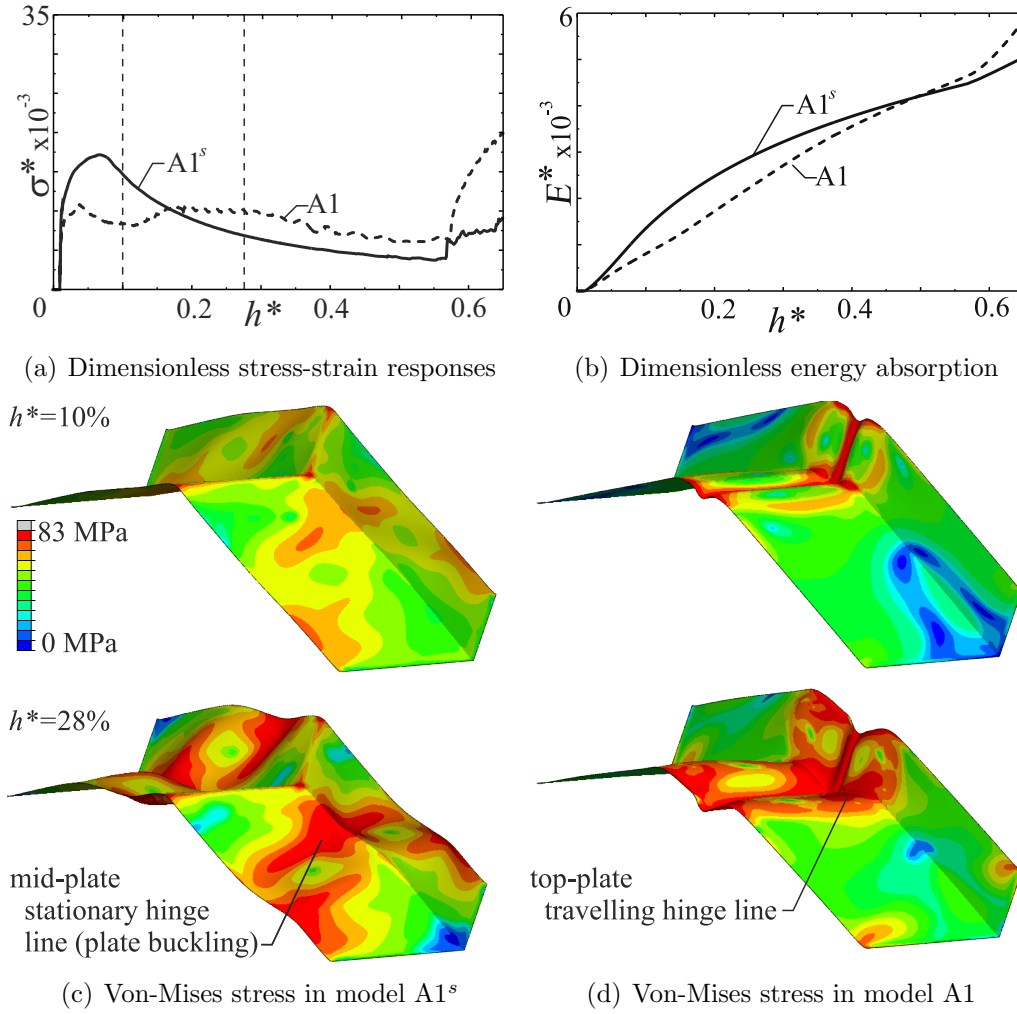 35
σ* x10⁻³
A1ˢ
A1
0
0.2
h*
0.4
0.6
(a) Dimensionless stress-strain responses
6
E* x10⁻³
A1ˢ
A1
0
0.2
h*
0.4
0.6
(b) Dimensionless energy absorption
h*=10%
83 MPa
0 MPa
h*=28%
mid-plate
stationary hinge
line (plate buckling)
top-plate
travelling hinge line
(c) Von-Mises stress in model A1ˢ
(d) Von-Mises stress in model A1